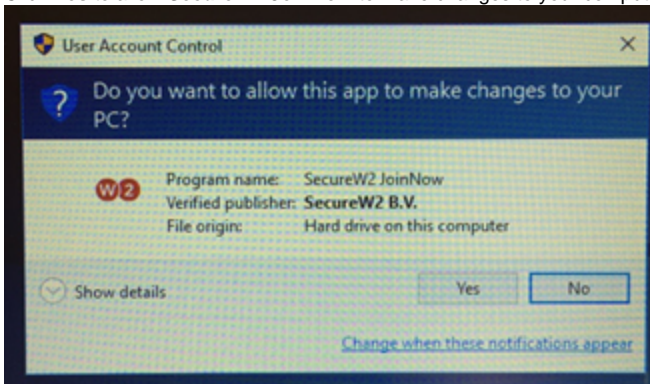 User Account Control
Do you want to allow this app to make changes to your
PC?
W2
Program name: SecureW2 JoinNow
Verified publisher: SecureW2 B.V.
File origin: Hard drive on this computer
Show details
Yes No
Change when these notifications appear